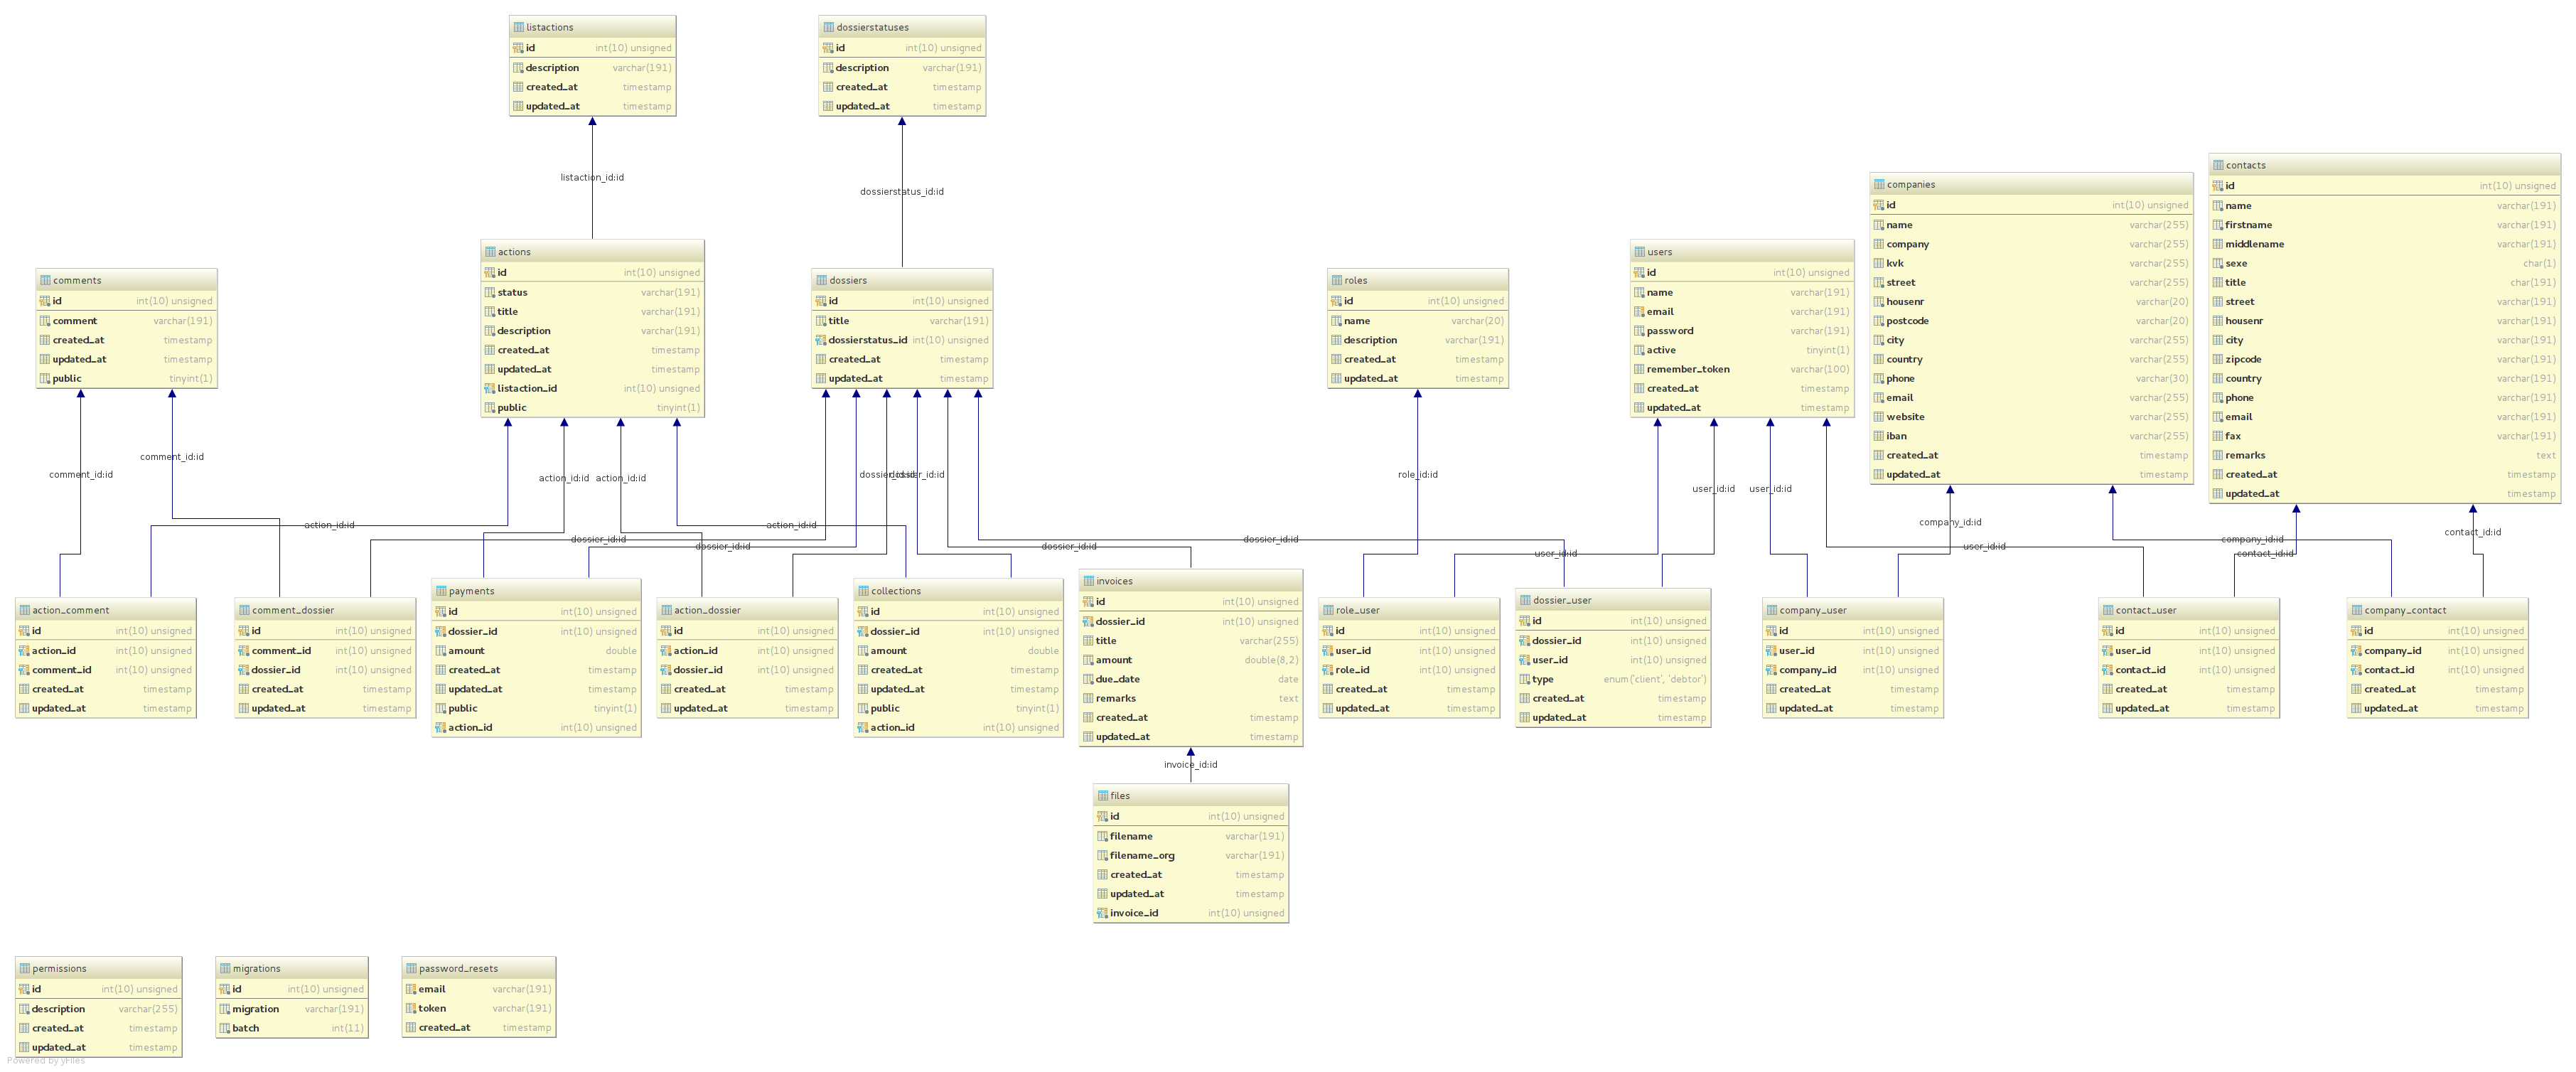 listactions
id int(10) unsigned
description varchar(191)
created_at timestamp
updated_at timestamp
dossierstatuses
id int(10) unsigned
description varchar(191)
created_at timestamp
updated_at timestamp
listaction_id:id
dossierstatus_id:id
contacts
id int(10) unsigned
name varchar(191)
firstname varchar(191)
middlename varchar(191)
sexe char(1)
title char(191)
street varchar(191)
housenr varchar(191)
city varchar(191)
zipcode varchar(191)
country varchar(191)
phone varchar(191)
email varchar(191)
fax varchar(191)
remarks text
created_at timestamp
updated_at timestamp
companies
id int(10) unsigned
name varchar(255)
company varchar(255)
kvk varchar(255)
street varchar(255)
housenr varchar(20)
postcode varchar(20)
city varchar(255)
country varchar(255)
phone varchar(30)
email varchar(255)
website varchar(255)
iban varchar(255)
created_at timestamp
updated_at timestamp
comments
id int(10) unsigned
comment varchar(191)
created_at timestamp
updated_at timestamp
public tinyint(1)
actions
id int(10) unsigned
status varchar(191)
title varchar(191)
description varchar(191)
created_at timestamp
updated_at timestamp
listaction_id int(10) unsigned
public tinyint(1)
dossiers
id int(10) unsigned
title varchar(191)
dossierstatus_id int(10) unsigned
created_at timestamp
updated_at timestamp
roles
id int(10) unsigned
name varchar(20)
description varchar(191)
created_at timestamp
updated_at timestamp
users
id int(10) unsigned
name varchar(191)
email varchar(191)
password varchar(191)
active tinyint(1)
remember_token varchar(100)
created_at timestamp
updated_at timestamp
comment_id:id
comment_id:id
action_id:id
action_id:id
dossier_id:id
dossier_id:id
role_id:id
user_id:id
user_id:id
company_id:id
contact_id:id
action_id:id
action_id:id
dossier_id:id
dossier_id:id
dossier_id:id
dossier_id:id
user_id:id
user_id:id
company_id:id
contact_id:id
action_comment
id int(10) unsigned
action_id int(10) unsigned
comment_id int(10) unsigned
created_at timestamp
updated_at timestamp
comment_dossier
id int(10) unsigned
comment_id int(10) unsigned
dossier_id int(10) unsigned
created_at timestamp
updated_at timestamp
payments
id int(10) unsigned
dossier_id int(10) unsigned
amount double
created_at timestamp
updated_at timestamp
public tinyint(1)
action_id int(10) unsigned
action_dossier
id int(10) unsigned
action_id int(10) unsigned
dossier_id int(10) unsigned
created_at timestamp
updated_at timestamp
collections
id int(10) unsigned
dossier_id int(10) unsigned
amount double
created_at timestamp
updated_at timestamp
public tinyint(1)
action_id int(10) unsigned
invoices
id int(10) unsigned
dossier_id int(10) unsigned
title varchar(255)
amount double(8,2)
due_date date
remarks text
created_at timestamp
updated_at timestamp
role_user
id int(10) unsigned
user_id int(10) unsigned
role_id int(10) unsigned
created_at timestamp
updated_at timestamp
dossier_user
id int(10) unsigned
dossier_id int(10) unsigned
user_id int(10) unsigned
type enum('client', 'debtor')
created_at timestamp
updated_at timestamp
company_user
id int(10) unsigned
user_id int(10) unsigned
company_id int(10) unsigned
created_at timestamp
updated_at timestamp
contact_user
id int(10) unsigned
user_id int(10) unsigned
contact_id int(10) unsigned
created_at timestamp
updated_at timestamp
company_contact
id int(10) unsigned
company_id int(10) unsigned
contact_id int(10) unsigned
created_at timestamp
updated_at timestamp
invoice_id:id
files
id int(10) unsigned
filename varchar(191)
filename_org varchar(191)
created_at timestamp
updated_at timestamp
invoice_id int(10) unsigned
permissions
id int(10) unsigned
description varchar(255)
created_at timestamp
updated_at timestamp
migrations
id int(10) unsigned
migration varchar(191)
batch int(11)
password_resets
email varchar(191)
token varchar(191)
created_at timestamp
Powered by yFiles